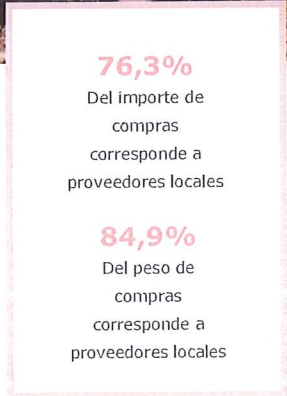 76,3%
Del importe de
compras
corresponde a
proveedores locales
84,9%
Del peso de
compras
corresponde a
proveedores locales